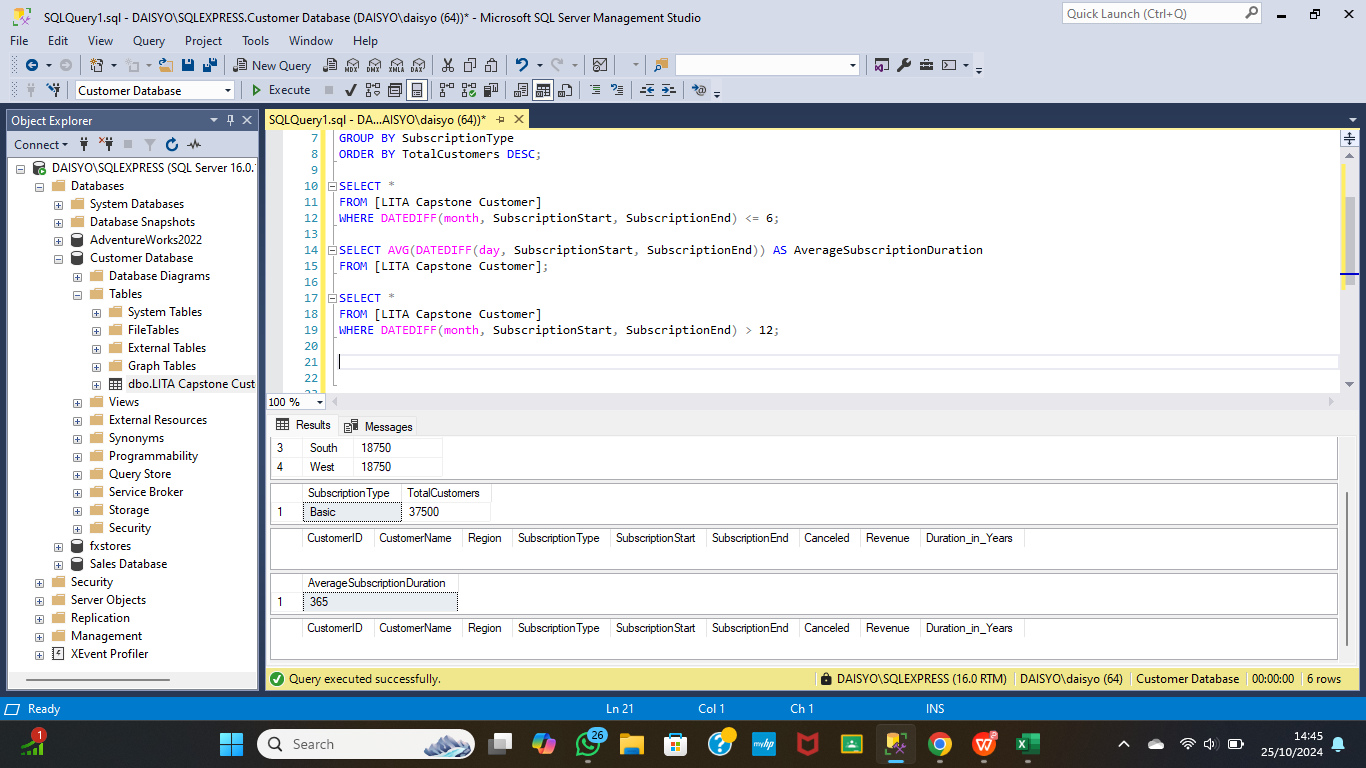 SQLQuery1.sql - DAISYO\SQLEXPRESS.Customer Database (DAISYO\daisyo (64))* - Microsoft SQL Server Management Studio
Quick Launch (Ctrl+Q)
File Edit View Query Project Tools Window Help
New Query MDX DMX XMLA DAX
Customer Database Execute
Object Explorer
SQLQuery1.sql - DA...AISYO\daisyo (64))*
Connect
DAISYO\SQLEXPRESS (SQL Server 16.0.
Databases
System Databases
Database Snapshots
AdventureWorks2022
Customer Database
Database Diagrams
Tables
System Tables
FileTables
External Tables
Graph Tables
dbo.LITA Capstone Cust
Views
External Resources
Synonyms
Programmability
Query Store
Service Broker
Storage
Security
fxstores
Sales Database
Security
Server Objects
Replication
Management
XEvent Profiler
7 GROUP BY SubscriptionType
8 ORDER BY TotalCustomers DESC;
9
10 SELECT *
11 FROM [LITA Capstone Customer]
12 WHERE DATEDIFF(month, SubscriptionStart, SubscriptionEnd) <= 6;
13
14 SELECT AVG(DATEDIFF(day, SubscriptionStart, SubscriptionEnd)) AS AverageSubscriptionDuration
15 FROM [LITA Capstone Customer];
16
17 SELECT *
18 FROM [LITA Capstone Customer]
19 WHERE DATEDIFF(month, SubscriptionStart, SubscriptionEnd) > 12;
20
21
22
100 %
Results Messages
3 South 18750
4 West 18750
SubscriptionType TotalCustomers
1 Basic 37500
CustomerID CustomerName Region SubscriptionType SubscriptionStart SubscriptionEnd Canceled Revenue Duration_in_Years
AverageSubscriptionDuration
1 365
CustomerID CustomerName Region SubscriptionType SubscriptionStart SubscriptionEnd Canceled Revenue Duration_in_Years
Query executed successfully. DAISYO\SQLEXPRESS (16.0 RTM) DAISYO\daisyo (64) Customer Database 00:00:00 6 rows
Ready Ln 21 Col 1 Ch 1 INS
1 Search 26 myhp 14:45
25/10/2024